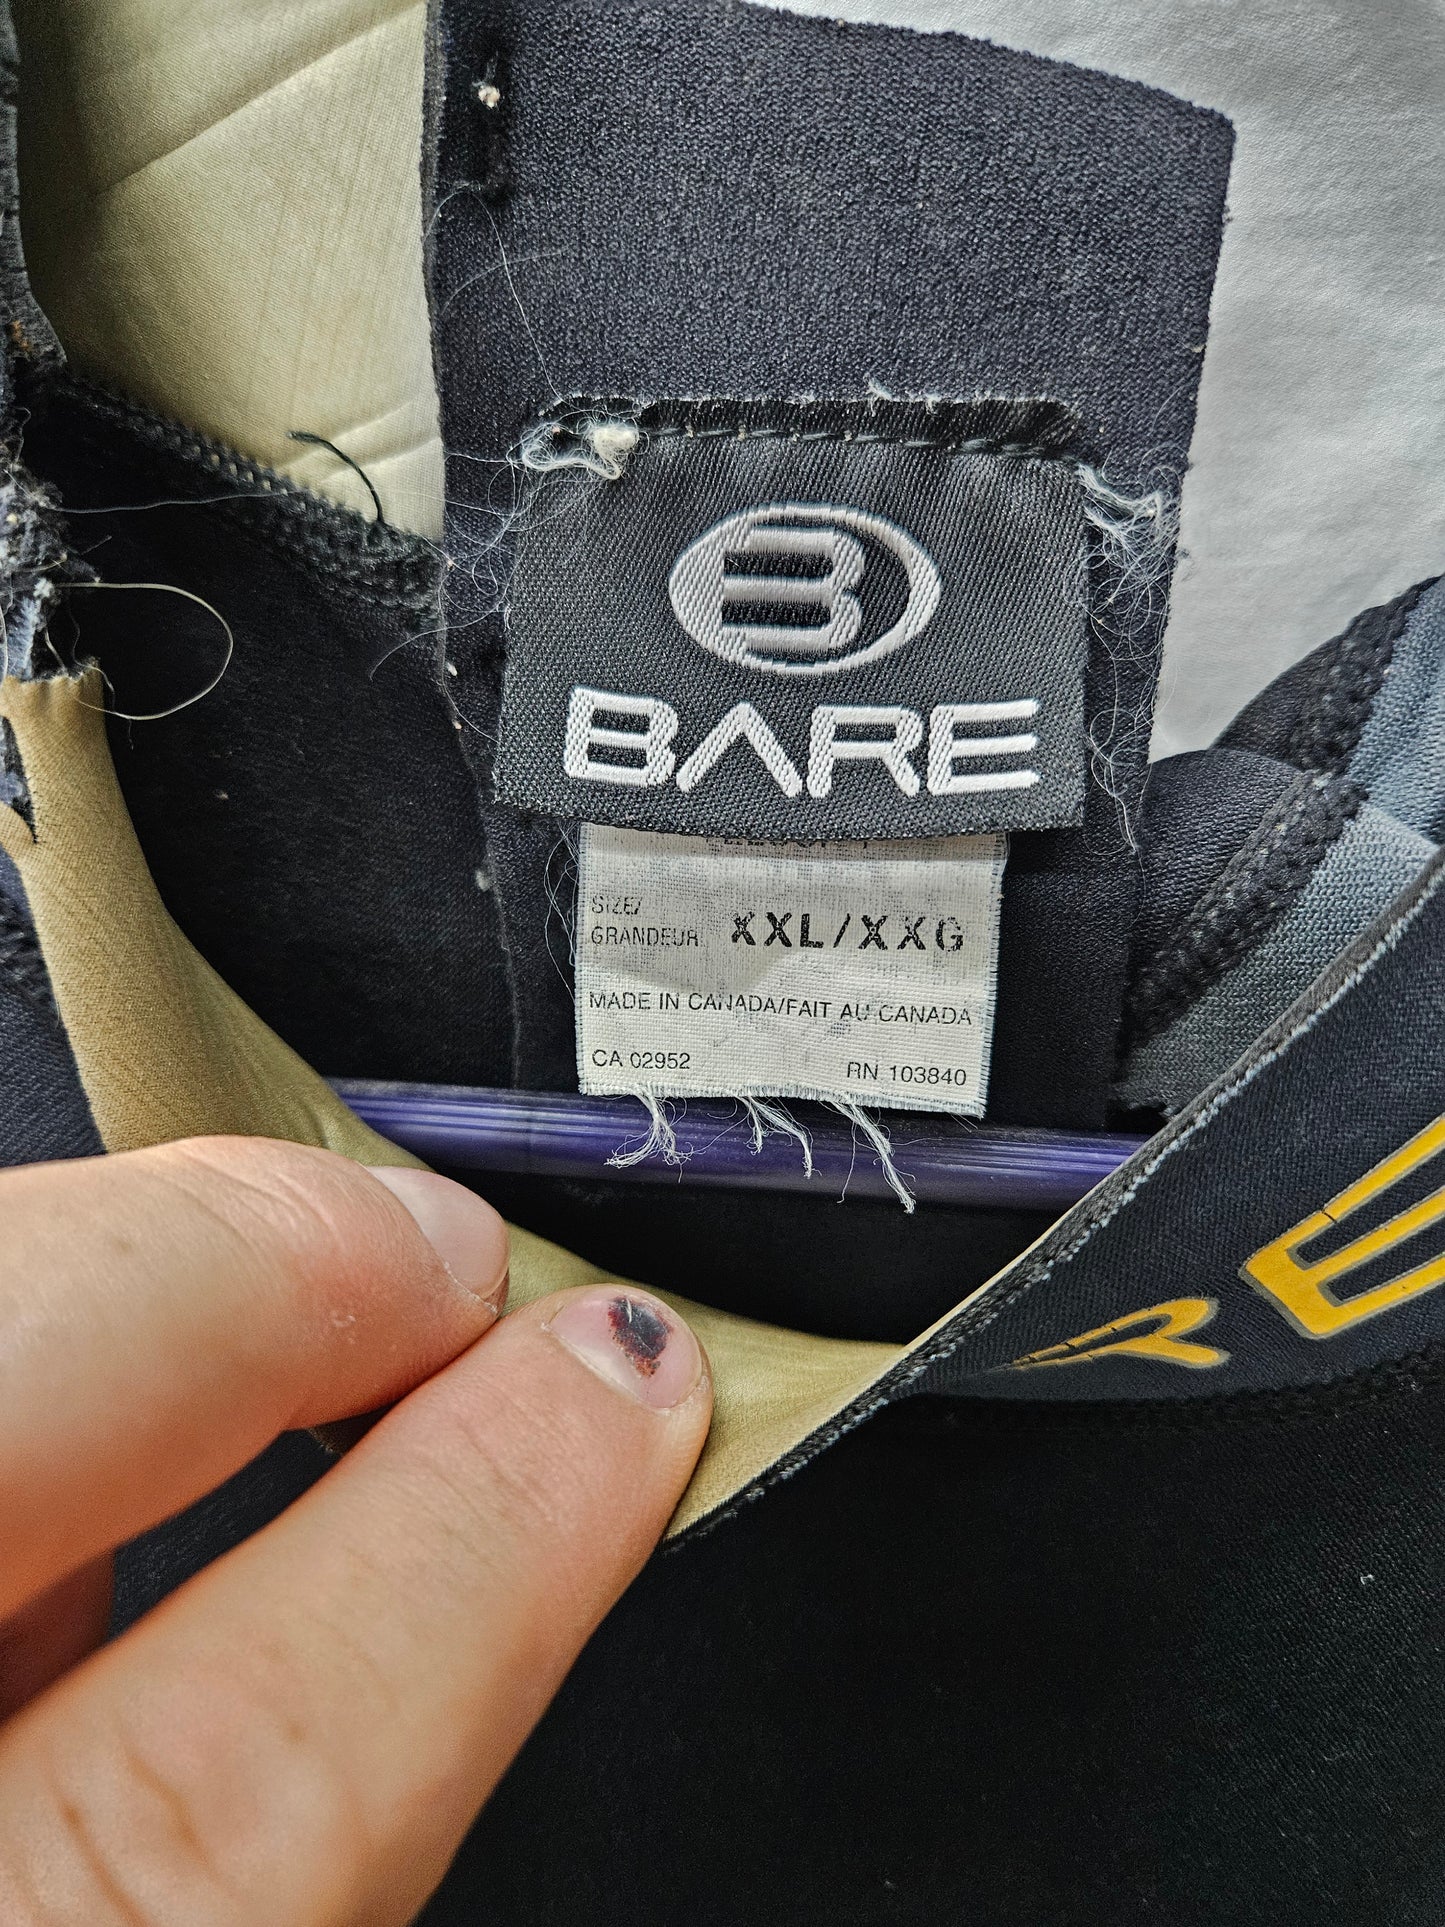 B
BARE
SIZE/
GRANDEUR XXL/XXG
MADE IN CANADA/FAIT AU CANADA
CA 02952 RN 103840